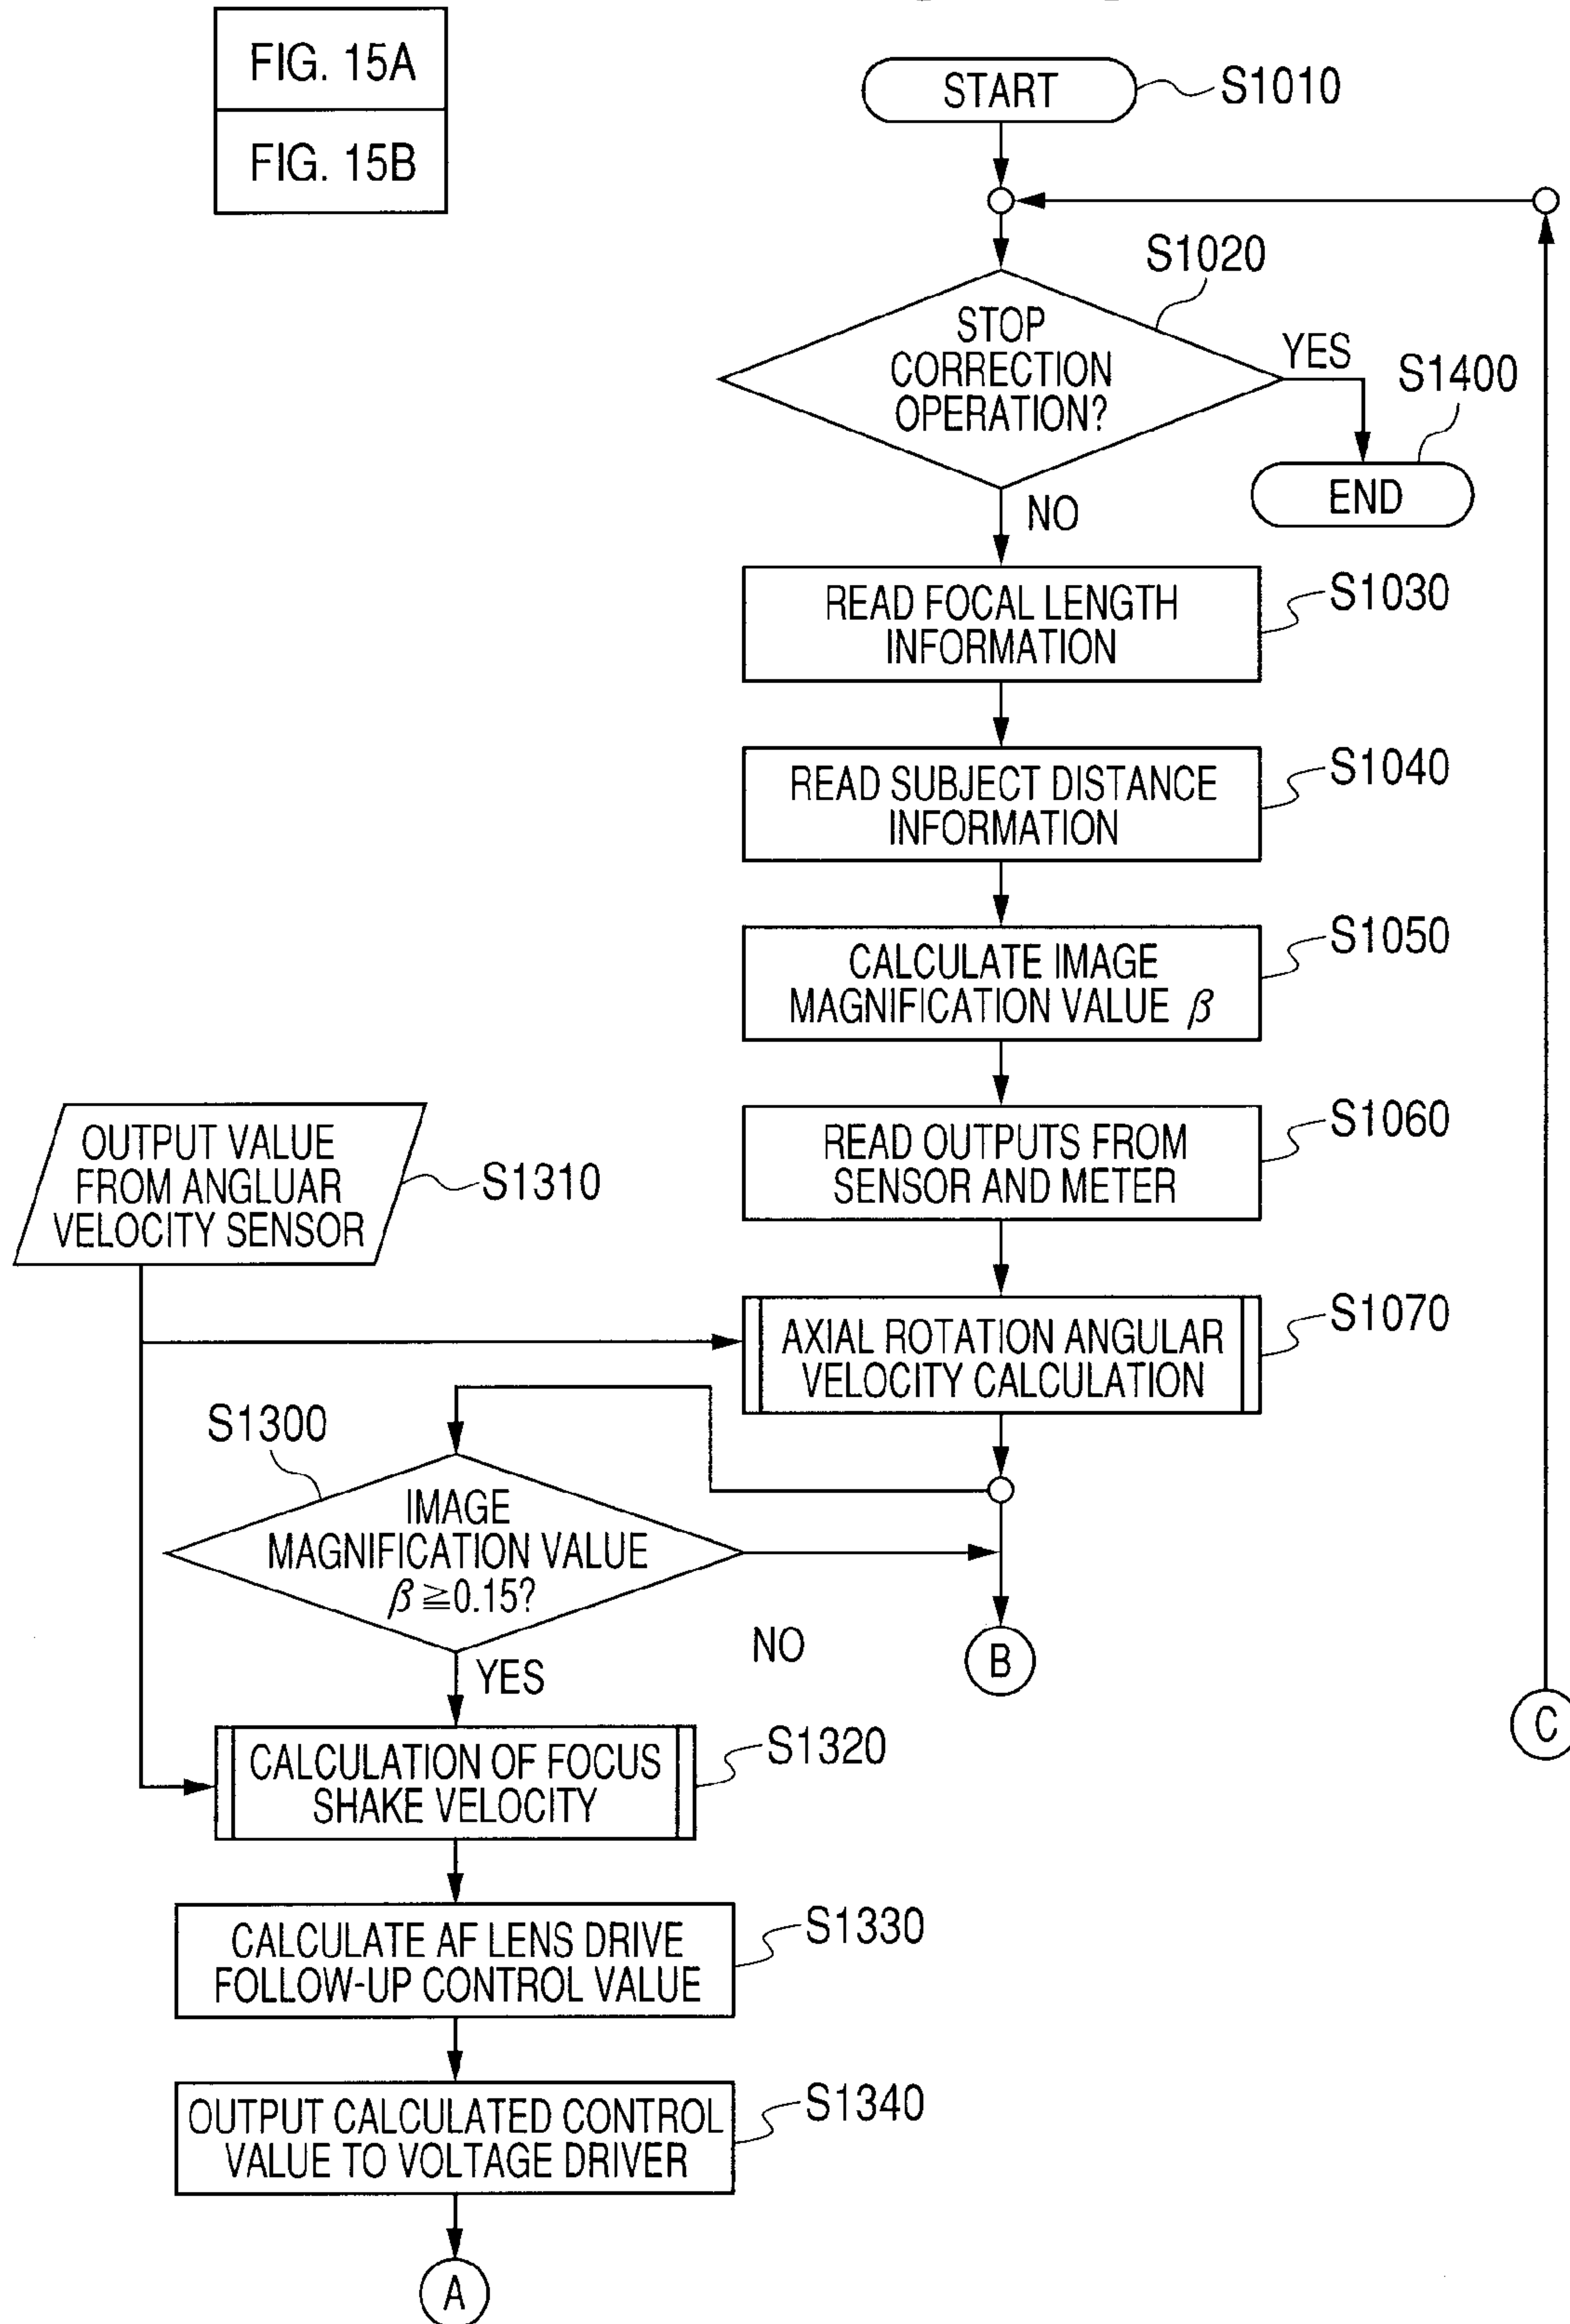 FIG. 15A
FIG. 15B
START
S1010
S1020
STOP
CORRECTION
OPERATION?
YES
S1400
END
NO
READ FOCAL LENGTH
INFORMATION
S1030
READ SUBJECT DISTANCE
INFORMATION
S1040
CALCULATE IMAGE
MAGNIFICATION VALUE β
S1050
READ OUTPUTS FROM
SENSOR AND METER
S1060
OUTPUT VALUE
FROM ANGLUAR
VELOCITY SENSOR
S1310
AXIAL ROTATION ANGULAR
VELOCITY CALCULATION
S1070
S1300
IMAGE
MAGNIFICATION VALUE
β ≧0.15?
NO
YES
B
C
CALCULATION OF FOCUS
SHAKE VELOCITY
S1320
CALCULATE AF LENS DRIVE
FOLLOW-UP CONTROL VALUE
S1330
OUTPUT CALCULATED CONTROL
VALUE TO VOLTAGE DRIVER
S1340
A